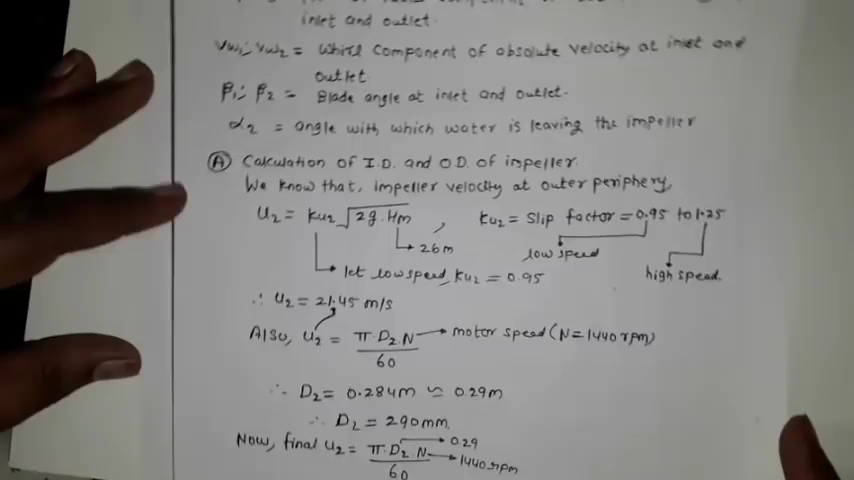 inlet and outlet.
Vw1; Vw2 = Whirl Component of absolute velocity at inlet and
outlet
β1; β2 = Blade angle at inlet and outlet.
α2 = angle with which water is leaving the impeller
(A) Calculation of I.D. and O.D. of impeller.
We know that, impeller velocity at outer periphery,
U2 = Ku2 √2g.Hm , Ku2 = Slip factor = 0.95 to 1.25
26m low speed high speed.
let low speed, Ku2 = 0.95
∴ U2 = 21.45 m/s
Also, U2 = π.D2.N/60 → motor speed (N=1440 rpm)
∴ D2 = 0.284m ≃ 0.29m
∴ D2 = 290mm.
Now, final U2 = π.D2.N/60 → 0.29 → 1440 rpm